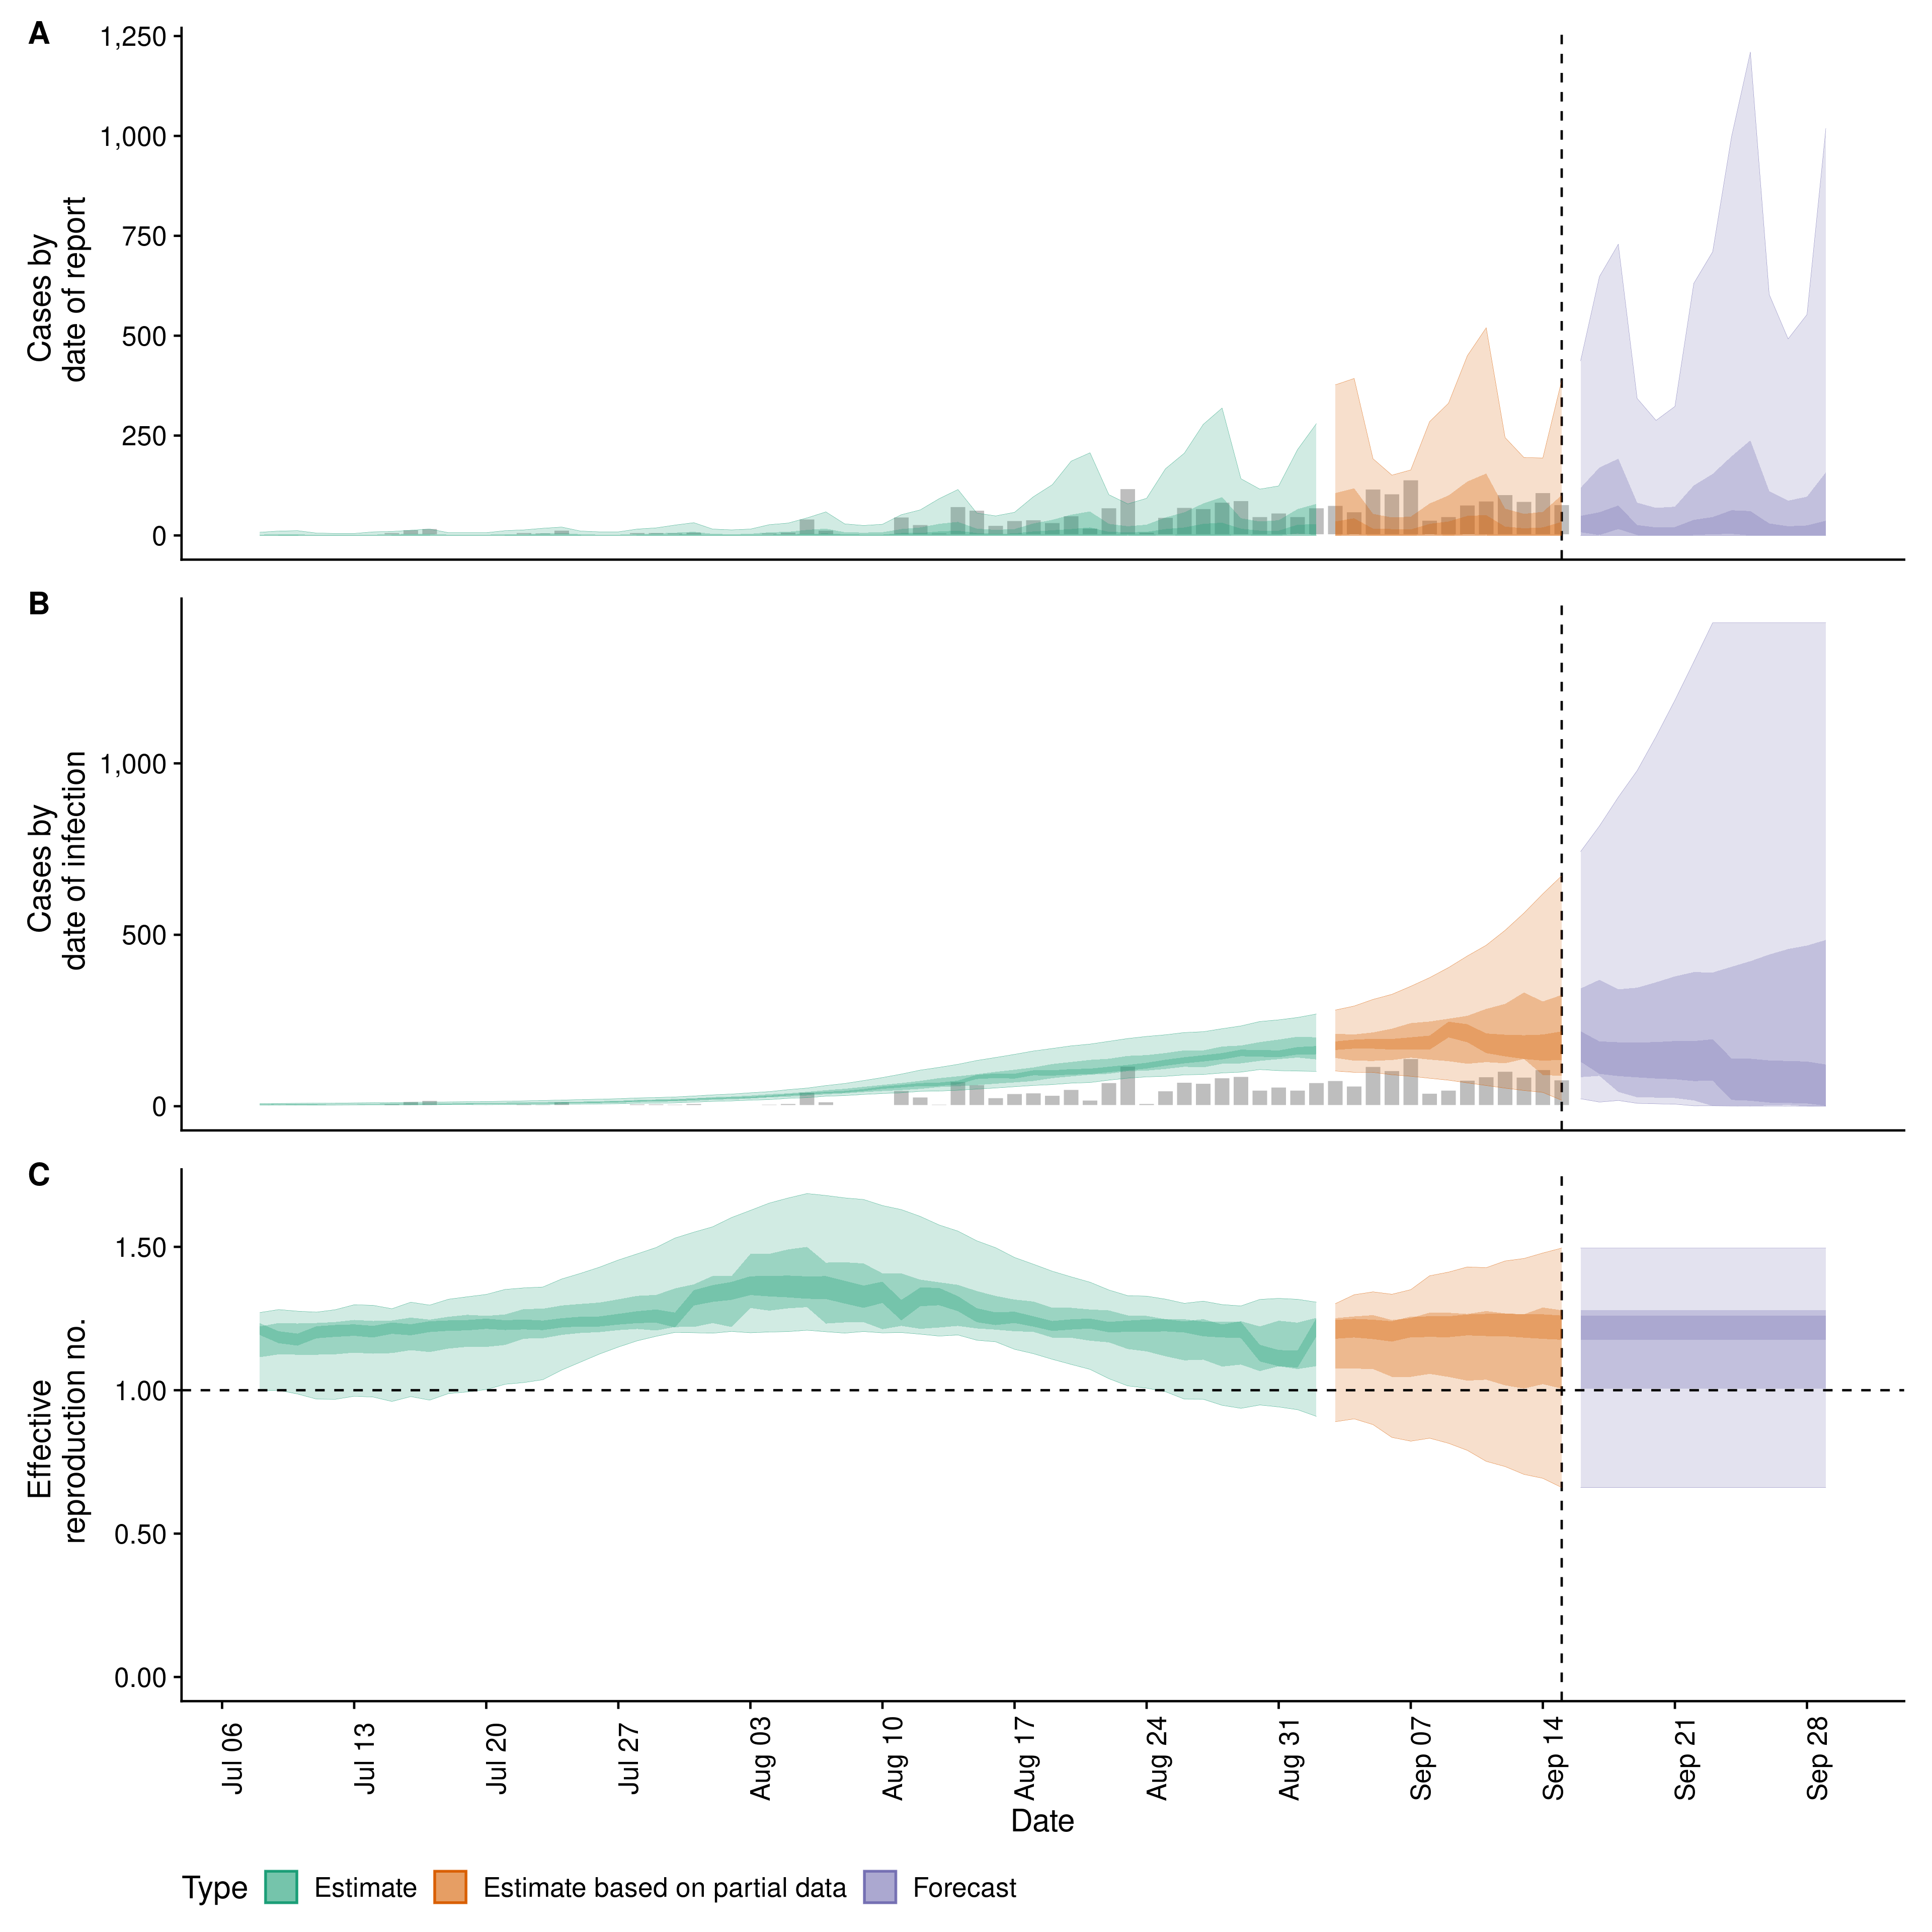 A
1,250
1,000
750
500
250
0
Cases by
date of report
B
1,000
500
0
Cases by
date of infection
C
1.50
1.00
0.50
0.00
Effective
reproduction no.
Jul 06
Jul 13
Jul 20
Jul 27
Aug 03
Aug 10
Aug 17
Aug 24
Aug 31
Sep 07
Sep 14
Sep 21
Sep 28
Date
Type Estimate Estimate based on partial data Forecast